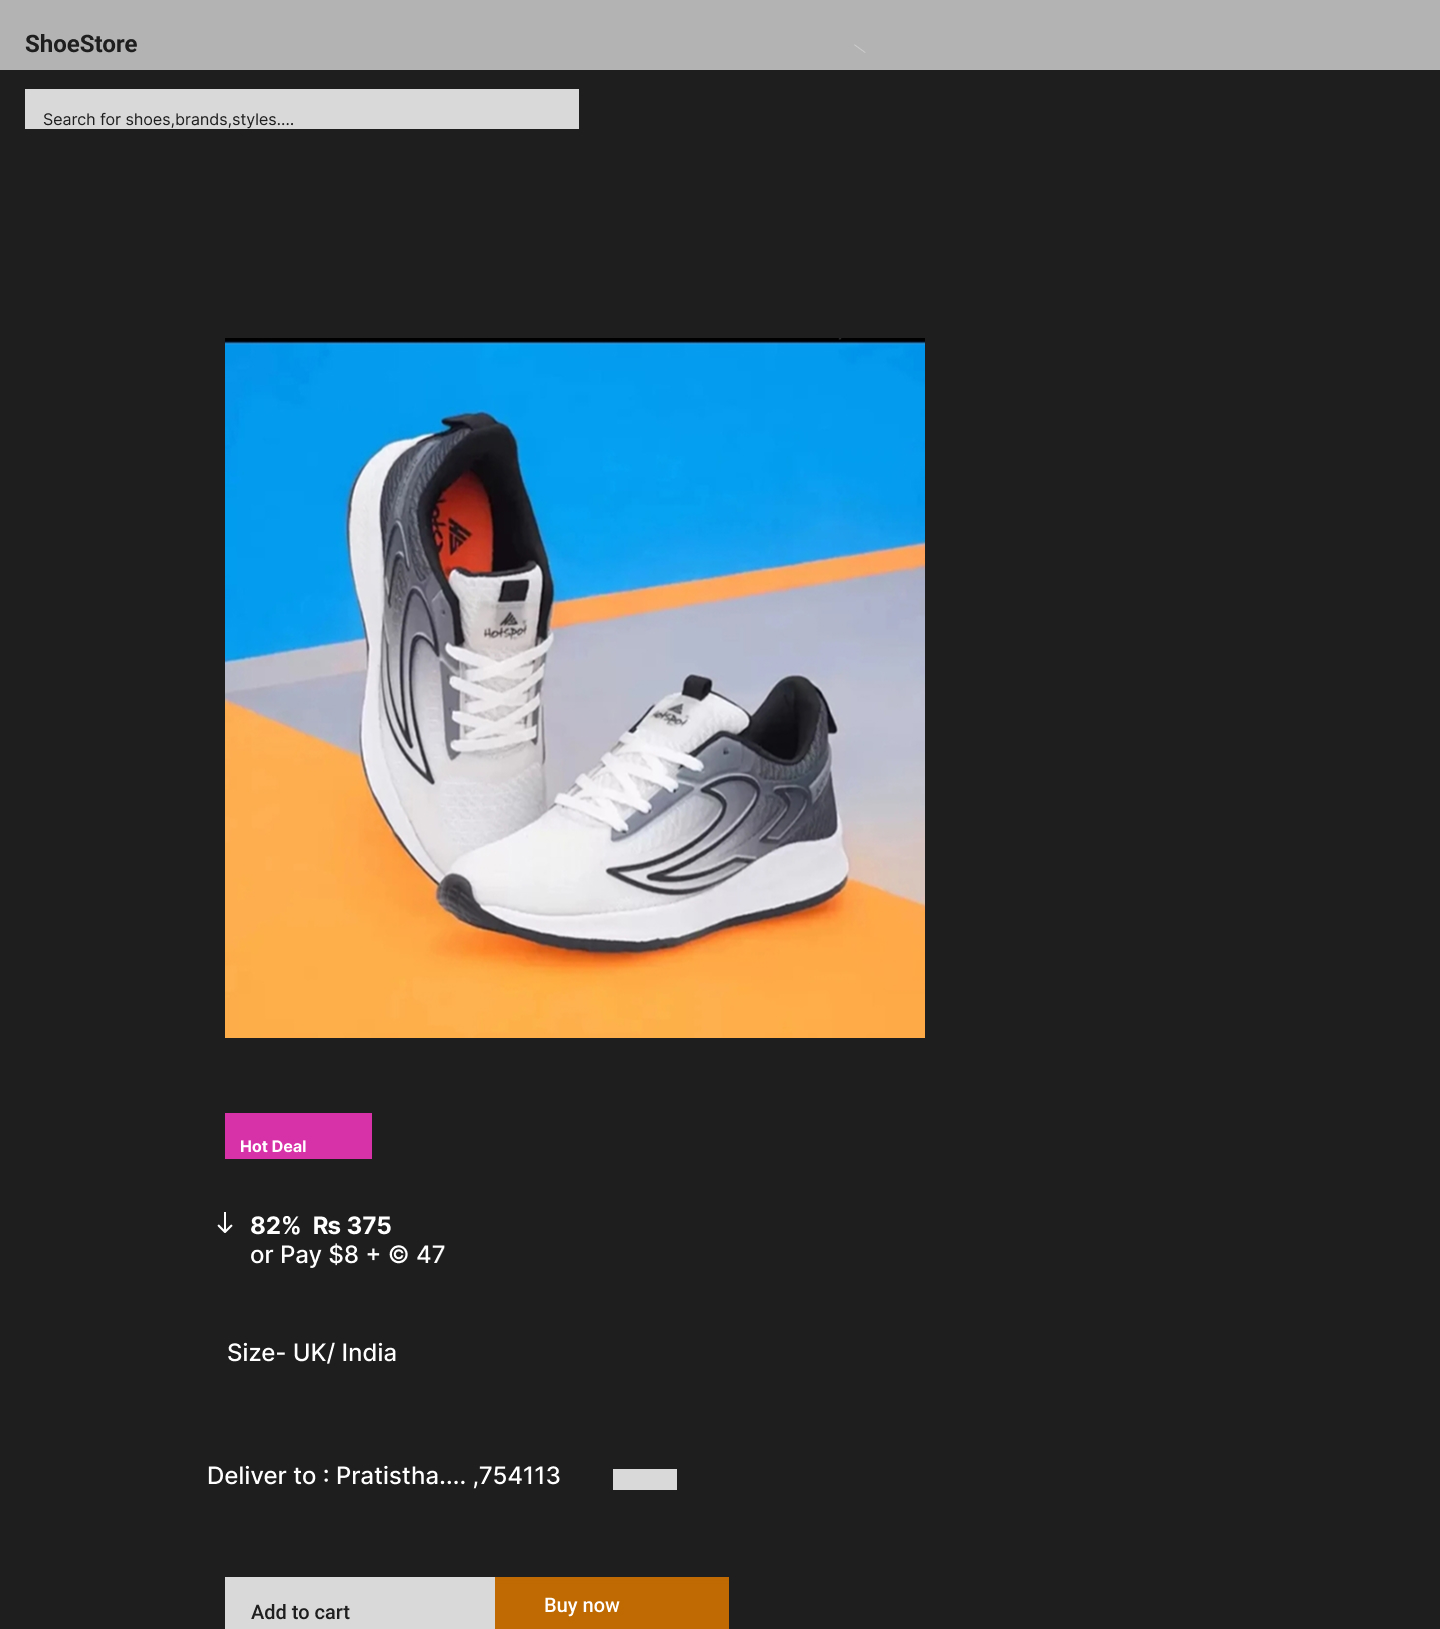 ShoeStore
Search for shoes,brands,styles....
Hotspot
Hotspot
Hot Deal
↓ 82% ₨ 375
or Pay $8 + © 47
Size- UK/ India
Deliver to : Pratistha.... ,754113
Add to cart
Buy now